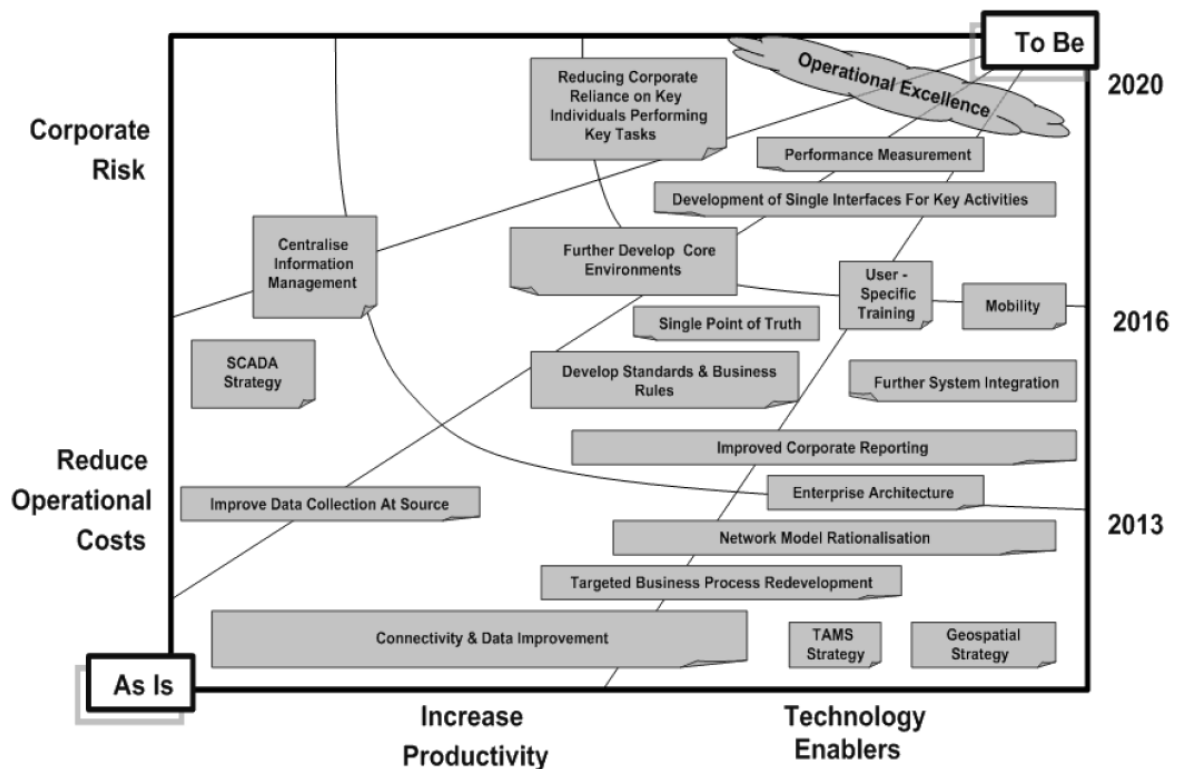 To Be
Operational Excellence
2020
Reducing Corporate
Reliance on Key
Individuals Performing
Key Tasks
Corporate
Risk
Performance Measurement
Development of Single Interfaces For Key Activities
Centralise
Information
Management
Further Develop Core
Environments
User -
Specific
Training
Mobility
2016
Single Point of Truth
SCADA
Strategy
Develop Standards & Business
Rules
Further System Integration
Improved Corporate Reporting
Reduce
Operational
Costs
Improve Data Collection At Source
Enterprise Architecture
2013
Network Model Rationalisation
Targeted Business Process Redevelopment
Connectivity & Data Improvement
TAMS
Strategy
Geospatial
Strategy
As Is
Increase
Productivity
Technology
Enablers